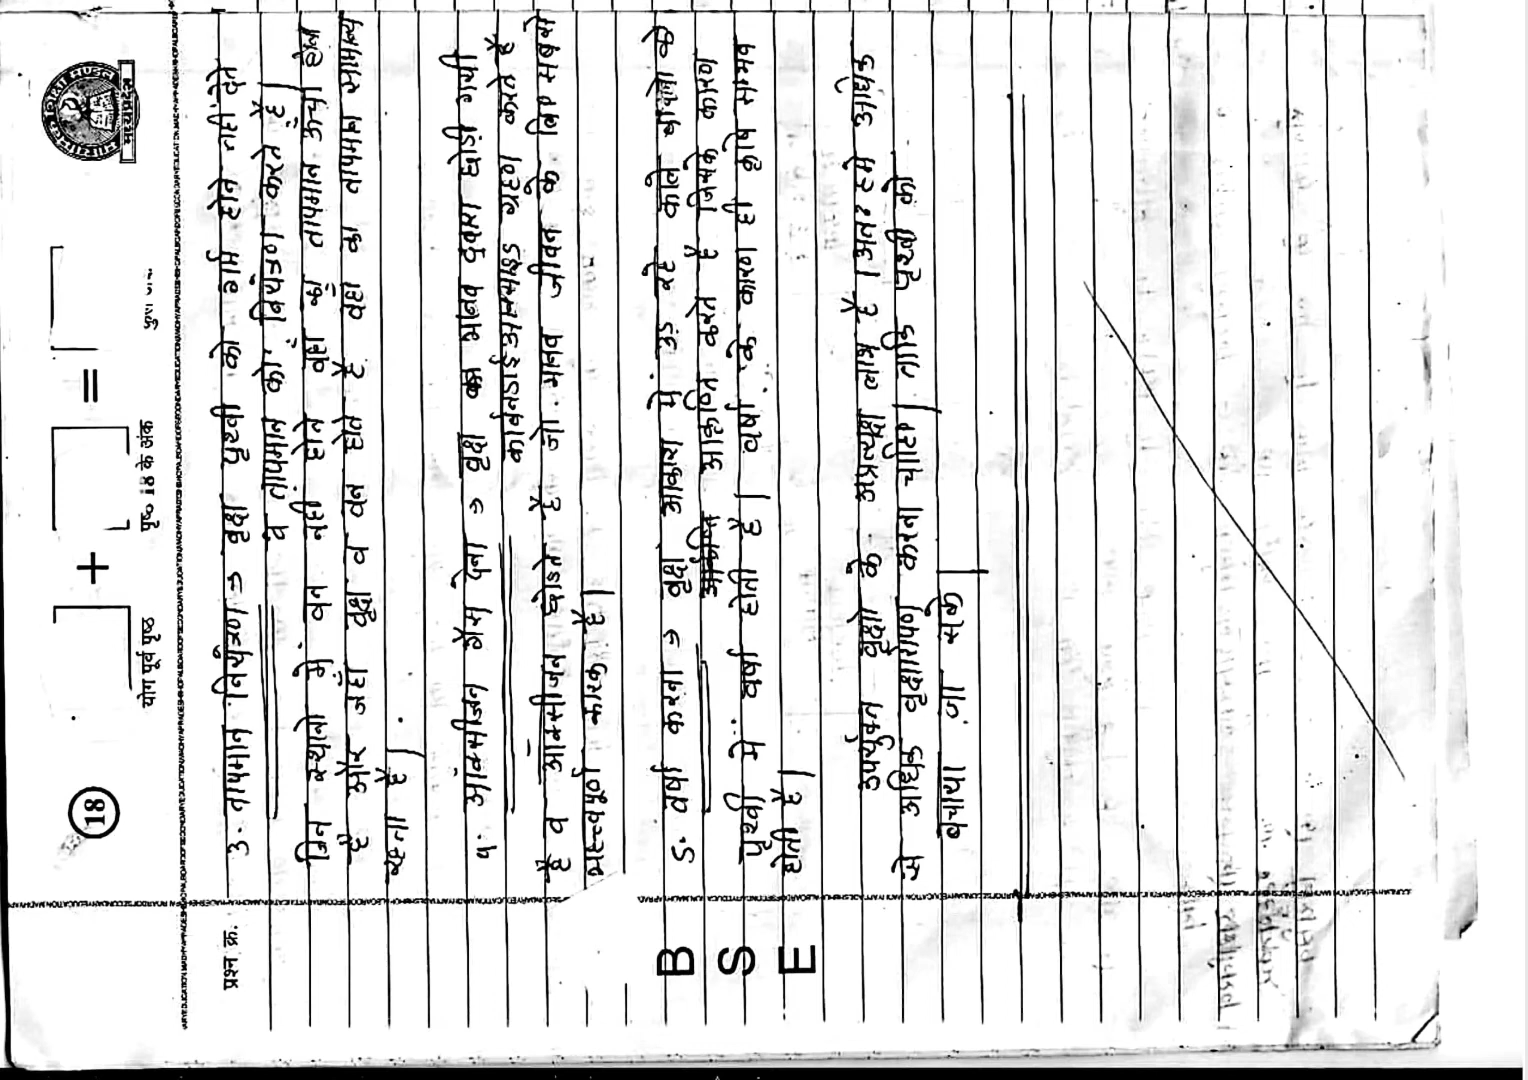 18
योग पूर्व पृष्ठ + पृष्ठ 18 के अंक =
प्रश्न क्र.
3. तापमान नियंत्रण → वृक्ष पृथ्वी को गर्म होने नहीं देते
व तापमान को नियंत्रण करते हैं|
जिन स्थानो में वन नही होते वहा का तापमान उच्च होता
है और जहाँ वृक्ष व वन होते है वहा का तापमान सामान्य
रहता है|
4. ऑक्सीजन गैस देना → वृक्ष का मानव द्वारा छोड़ी गयी
कार्बनडाईआक्साइड ग्रहण करते है
है व ऑक्सीजन छोडते है जो मानव जीवन के लिए सबसे
महत्वपूर्ण कारक है|
5. वर्षा करना → वृक्ष आकाश मे उड रहे काले बादलो को
आकर्षित करते है जिसके कारण
पृथ्वी मे वर्षा होती है| वर्षा के कारण ही कृषि सम्भव
होती है|
उपर्युक्त वृक्षो के अप्रत्यक्ष लाभ है | अतः हमे अधिक
से अधिक वृक्षारोपण करना चाहिए| ताकि पृथ्वी को
बचाया जा सके|
B
S
E